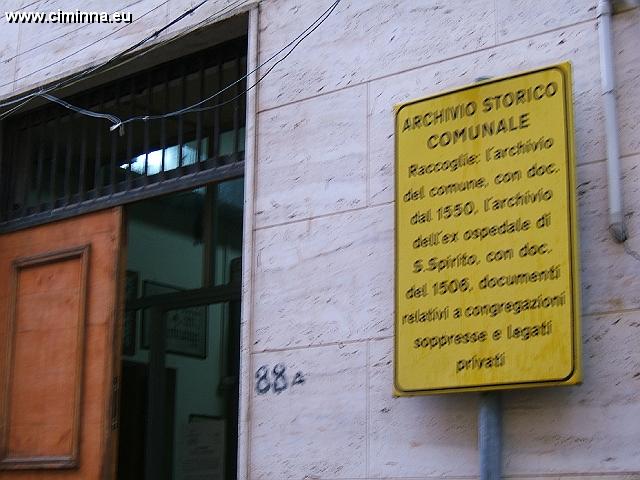 www.ciminna.eu
ARCHIVIO STORICO
COMUNALE
Raccoglie: l'archivio
del comune, con doc.
dal 1550, l'archivio
dell'ex ospedale di
S.Spirito, con doc.
del 1506, documenti
relativi a congregazioni
soppresse e legati
privati
88A